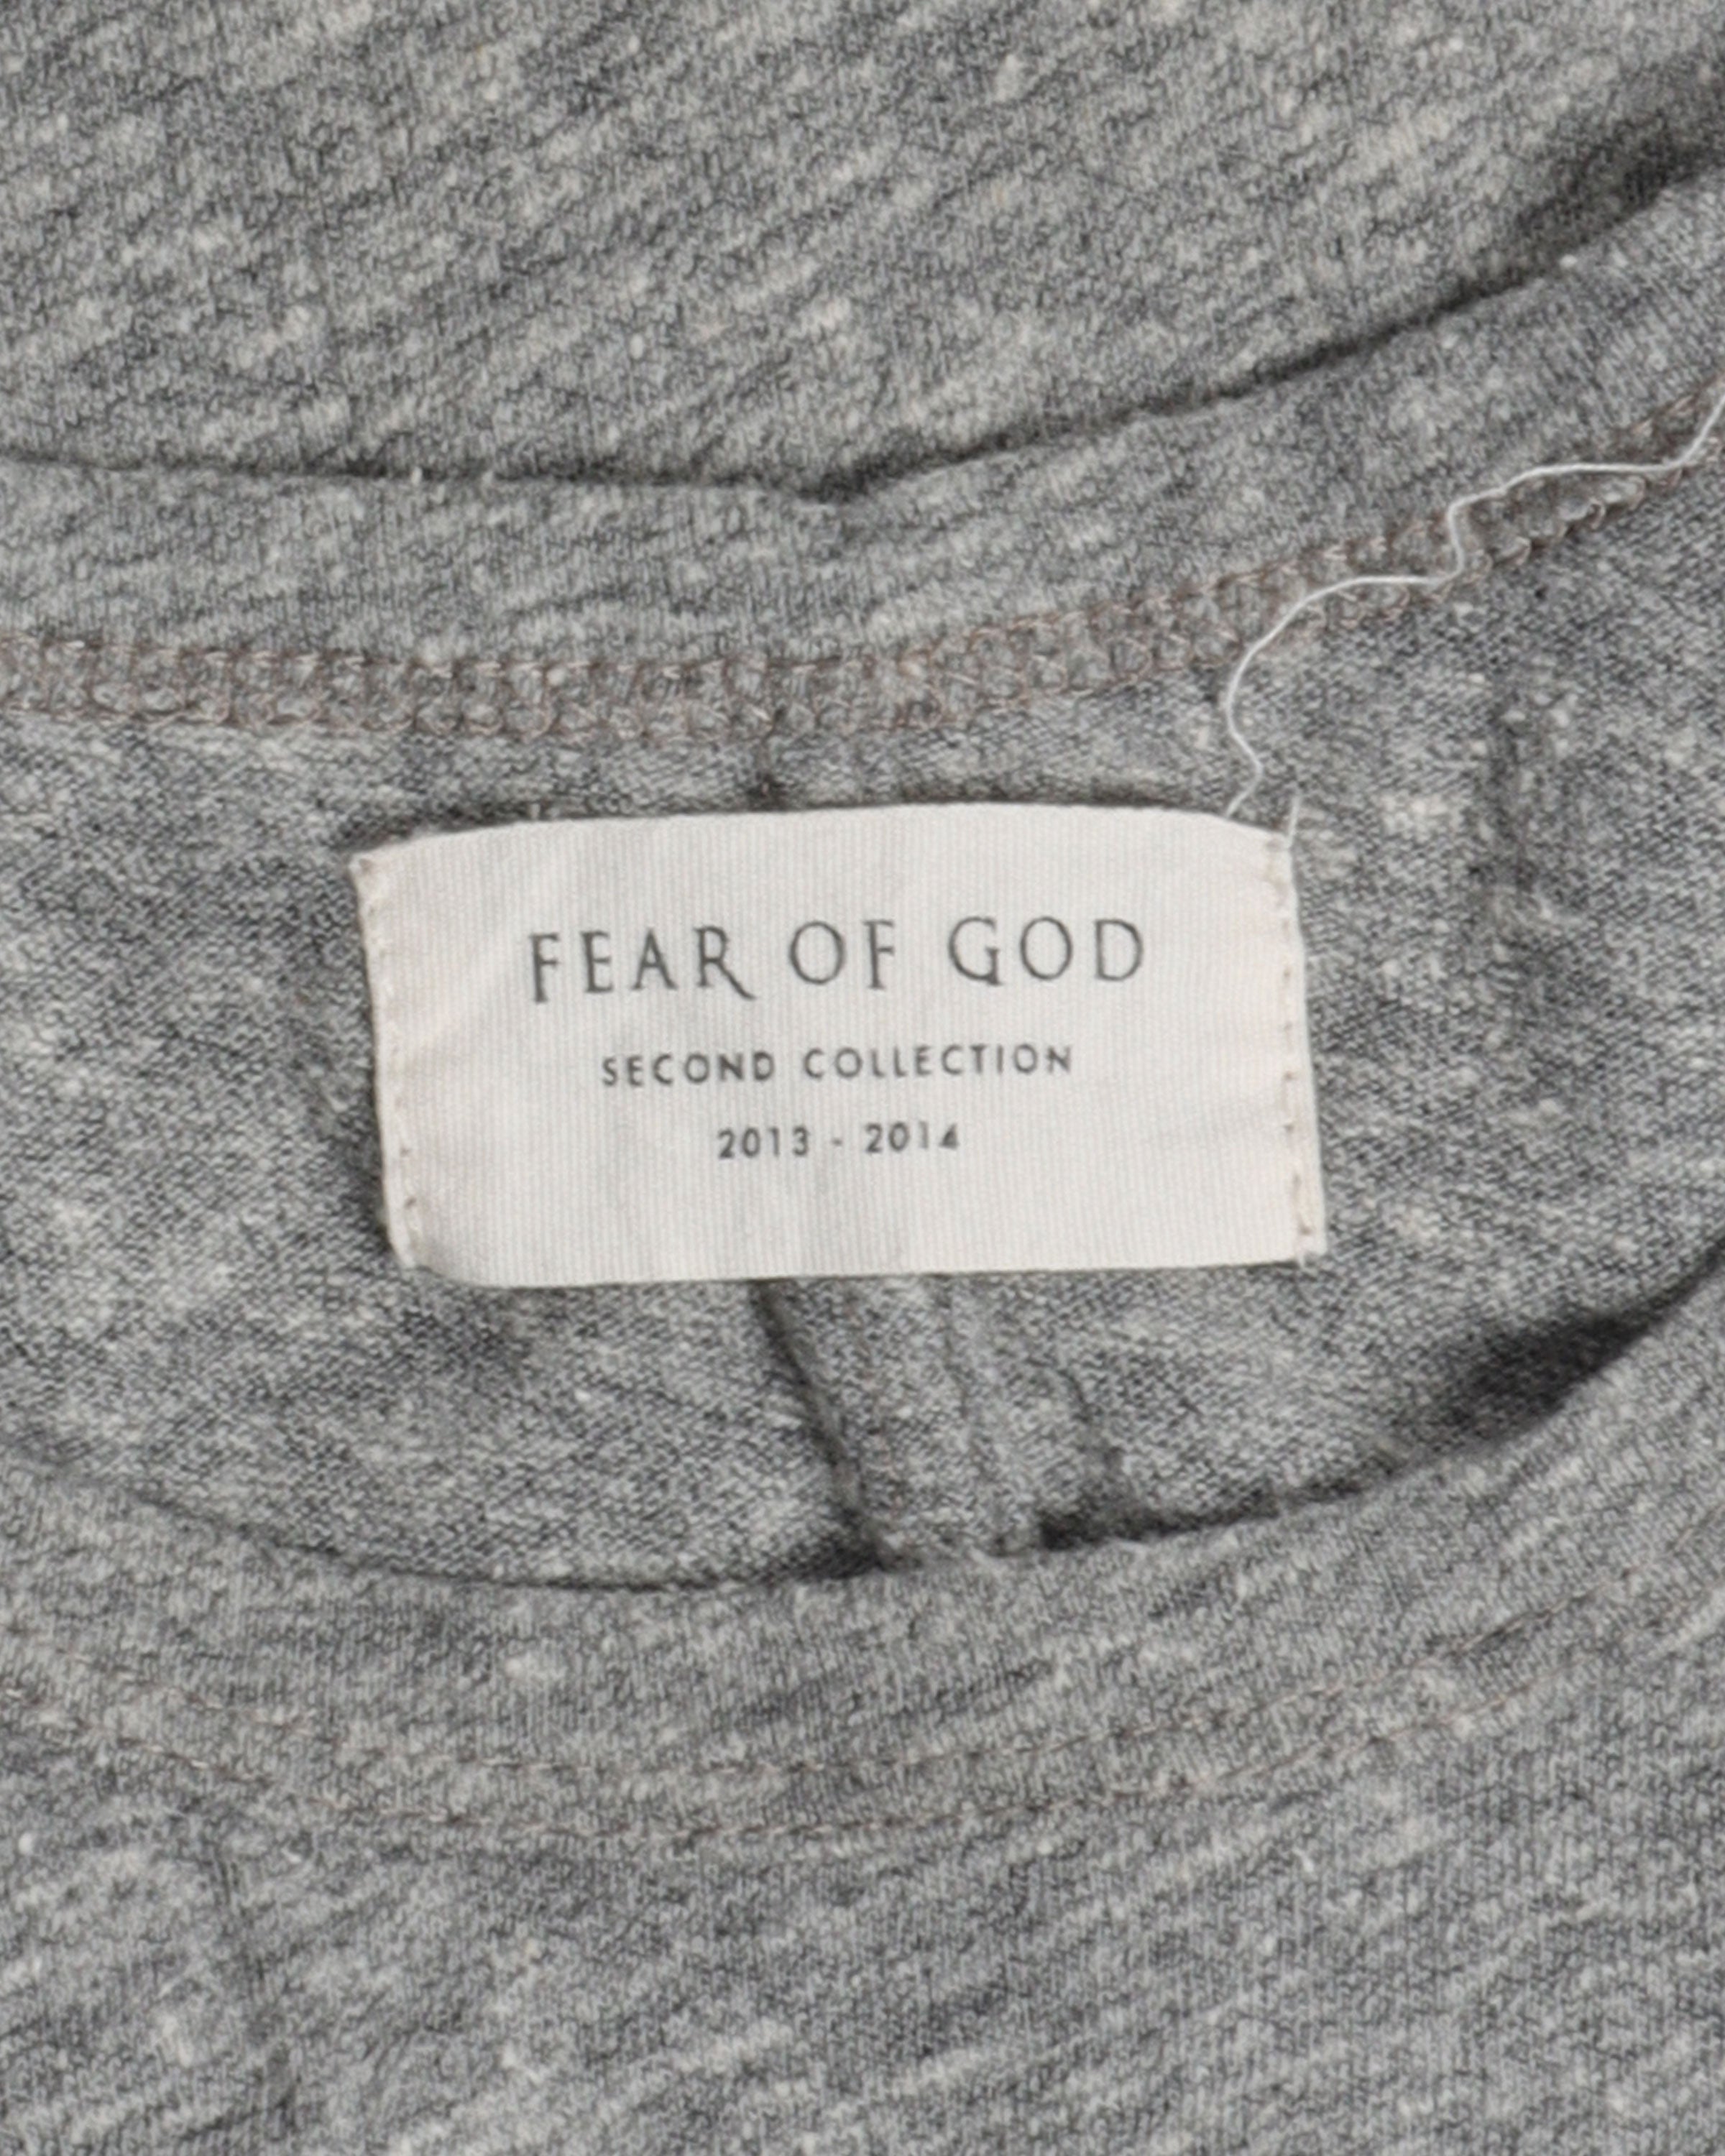 FEAR OF GOD
SECOND COLLECTION
2013 - 2014